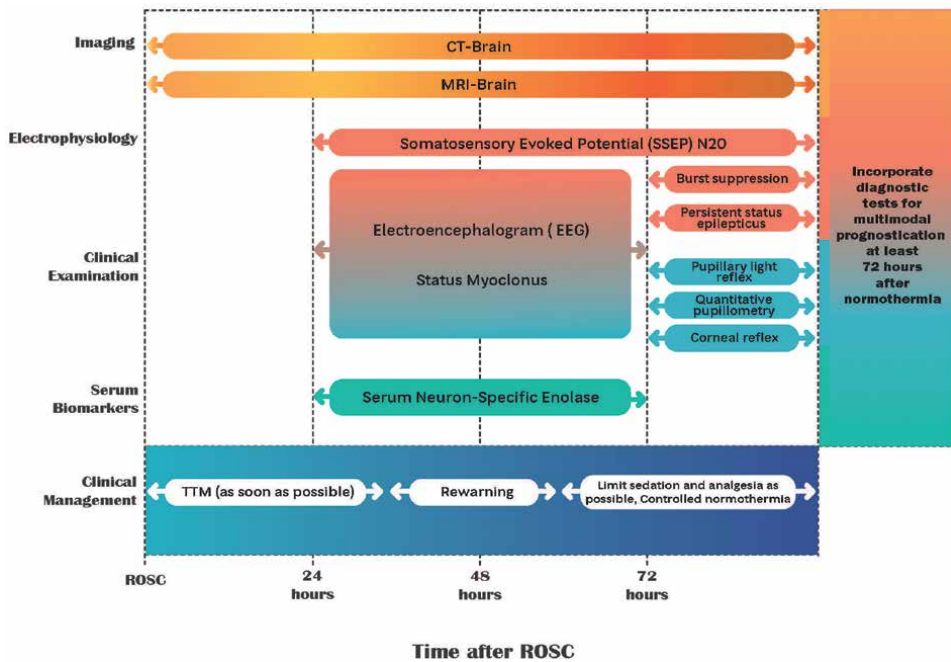 Imaging
CT-Brain
MRI-Brain
Electrophysiology
Somatosensory Evoked Potential (SSEP) N20
Burst suppression
Persistent status
epilepticus
Electroencephalogram ( EEG)
Status Myoclonus
Clinical
Examination
Pupillary light
reflex
Quantitative
pupillometry
Corneal reflex
Serum
Biomarkers
Serum Neuron-Specific Enolase
Incorporate
diagnostic
tests for
multimodal
prognostication
at least
72 hours
after
normothermia
Clinical
Management
TTM (as soon as possible)
Rewarning
Limit sedation and analgesia as
possible, Controlled normothermia
ROSC
24
hours
48
hours
72
hours
Time after ROSC